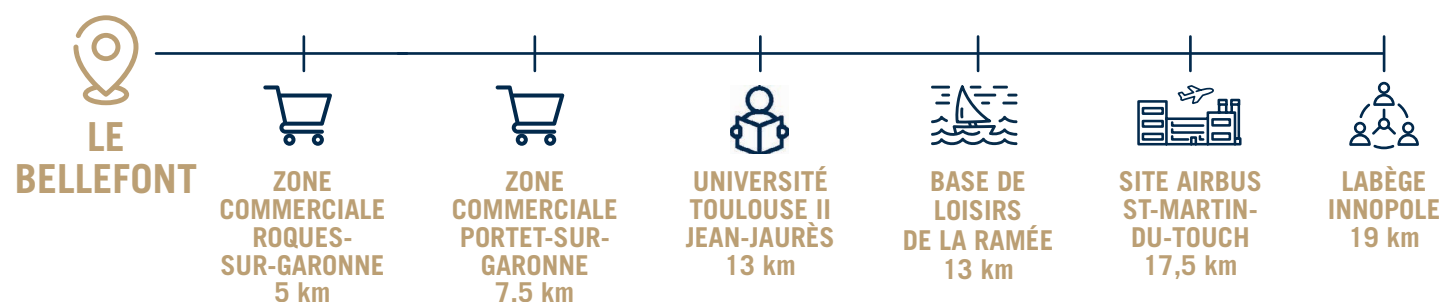 LE
BELLEFONT
ZONE
COMMERCIALE
ROQUES-
SUR-GARONNE
5 km
ZONE
COMMERCIALE
PORTET-SUR-
GARONNE
7.5 km
UNIVERSITÉ
TOULOUSE II
JEAN-JAURÈS
13 km
BASE DE
LOISIRS
DE LA RAMÉE
13 km
SITE AIRBUS
ST-MARTIN-
DU-TOUCH
17,5 km
LABÈGE
INNOPOLE
19 km